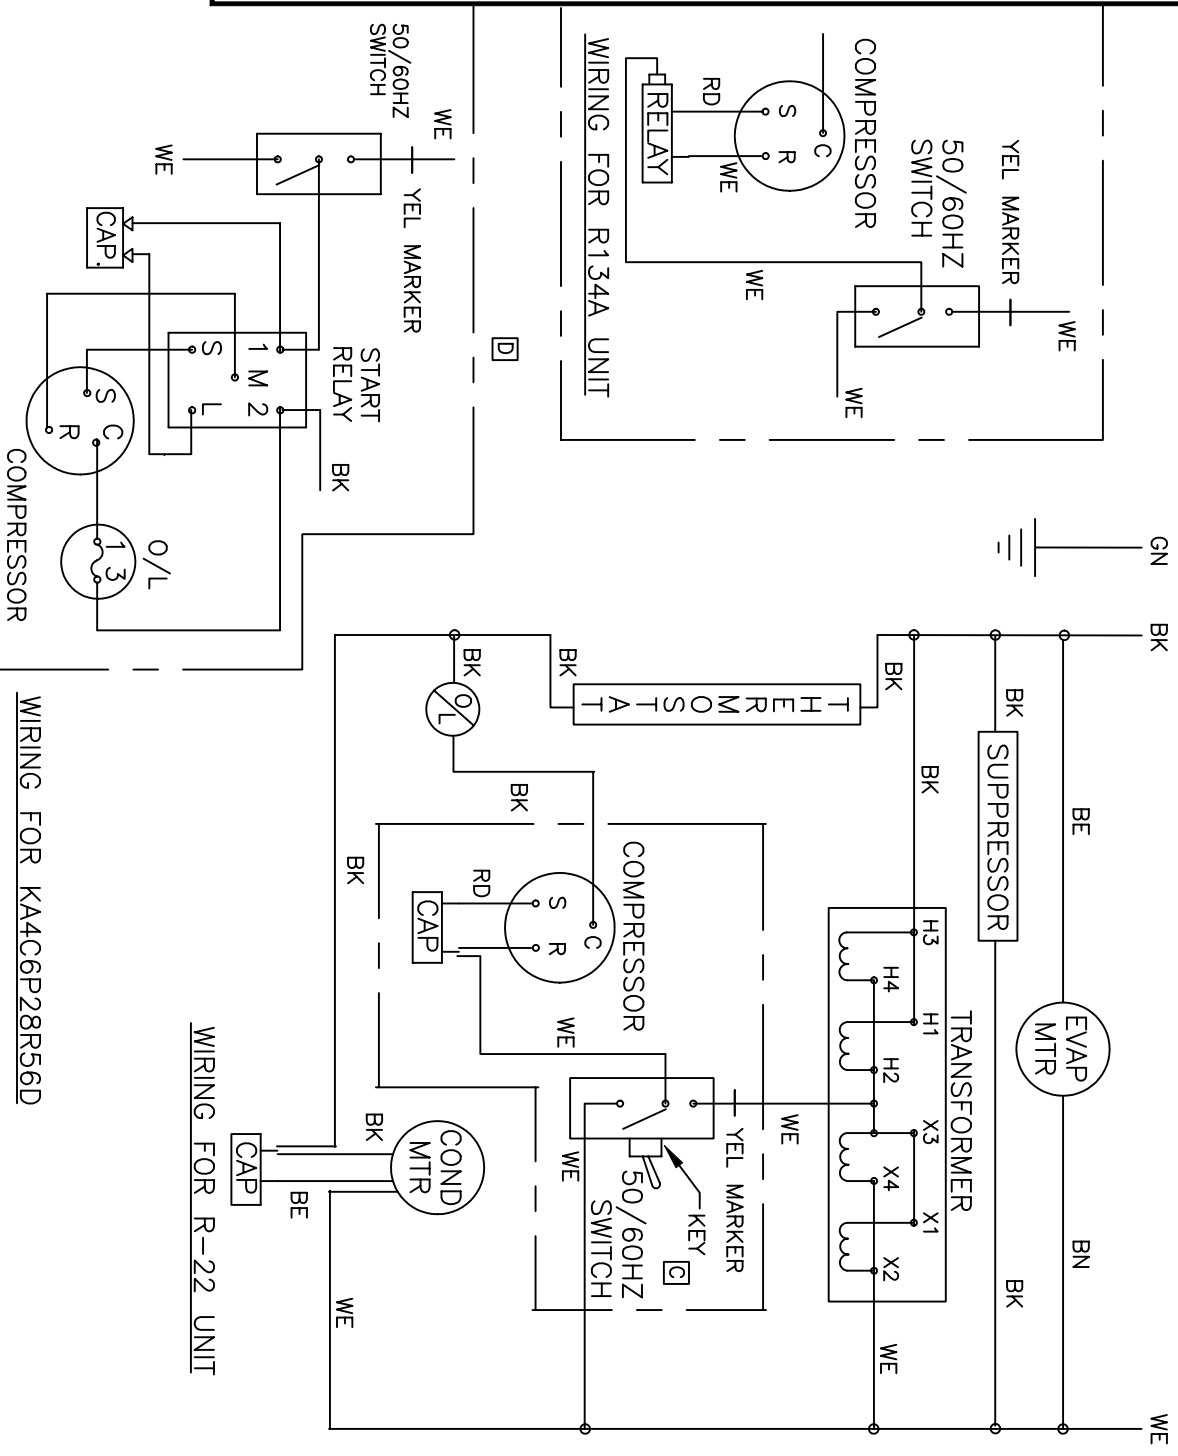 GN
BK
WE
BE
EVAP
MTR
BN
BK
SUPPRESSOR
BK
BK
TRANSFORMER
H3
H1
X3
X1
H4
H2
X4
X2
WE
BK
THERMOSTAT
BK
BK
O/L
BK
COMPRESSOR
C
S
R
RD
CAP
WE
WE
YEL MARKER
KEY
C
50/60HZ
SWITCH
WE
BK
BK
COND
MTR
CAP
BE
WE
WIRING FOR R-22 UNIT
YEL MARKER
WE
50/60HZ
SWITCH
WE
COMPRESSOR
C
S
R
RD
WE
RELAY
WE
WIRING FOR R134A UNIT
D
WE
50/60HZ
SWITCH
YEL MARKER
WE
CAP.
START
RELAY
1
2
M
S
L
BK
S
C
R
COMPRESSOR
O/L
1
3
WIRING FOR KA4C6P28R56D